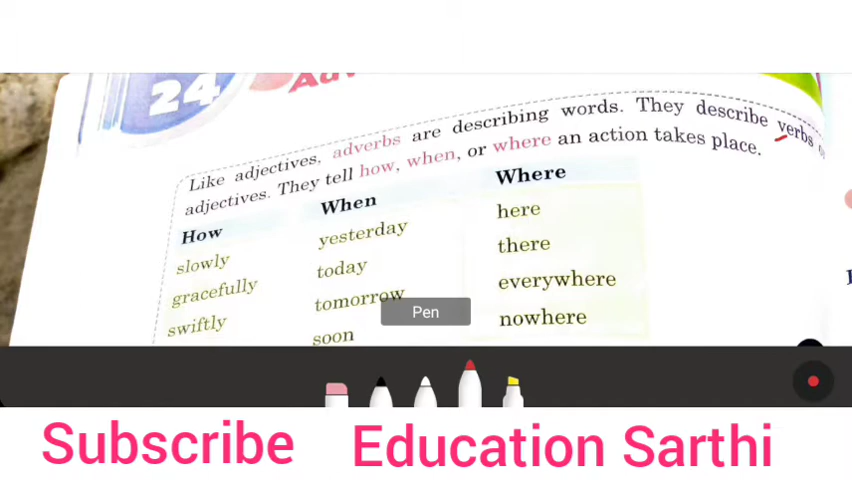 24
Like adjectives, adverbs are describing words. They describe verbs
adjectives. They tell how, when, or where an action takes place.
How When Where
slowly yesterday here
gracefully today there
swiftly tomorrow everywhere
soon nowhere
Pen
Subscribe Education Sarthi